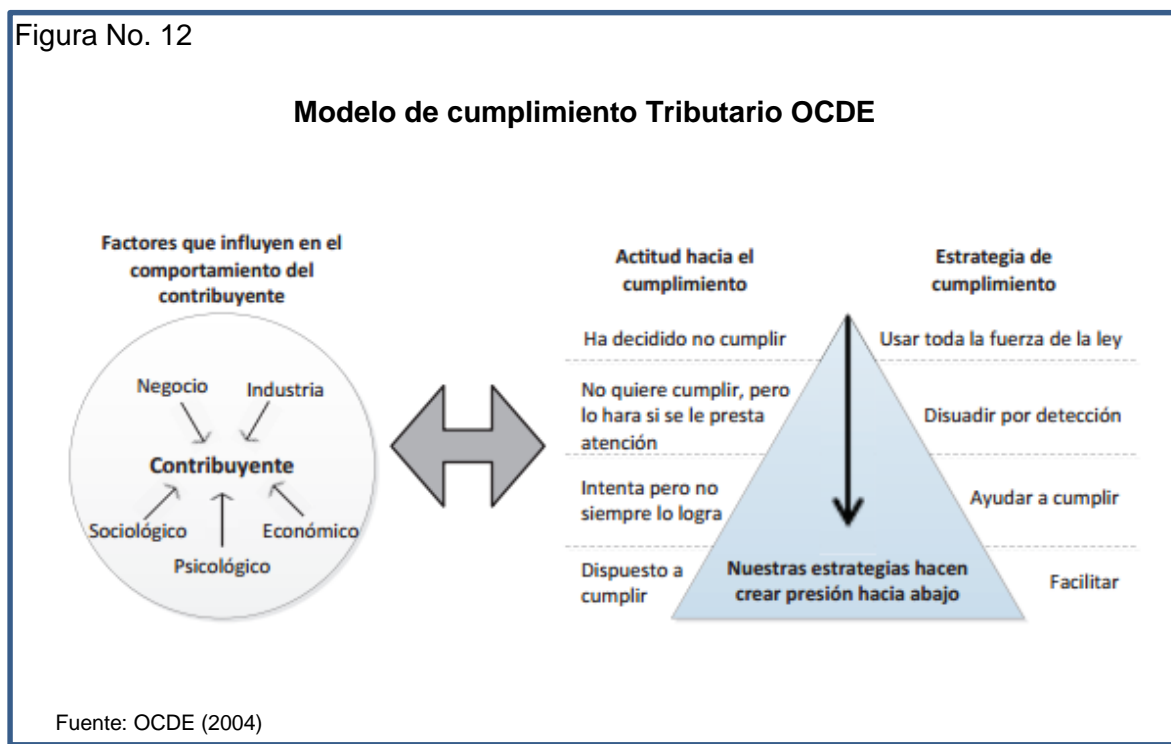 Figura No. 12
Modelo de cumplimiento Tributario OCDE
Factores que influyen en el
comportamiento del
contribuyente
Negocio
Industria
Contribuyente
Sociológico
Económico
Psicológico
Actitud hacia el
cumplimiento
Estrategia de
cumplimiento
Ha decidido no cumplir
Usar toda la fuerza de la ley
No quiere cumplir, pero
lo hara si se le presta
atención
Disuadir por detección
Intenta pero no
siempre lo logra
Ayudar a cumplir
Dispuesto a
cumplir
Nuestras estrategias hacen
crear presión hacia abajo
Facilitar
Fuente: OCDE (2004)